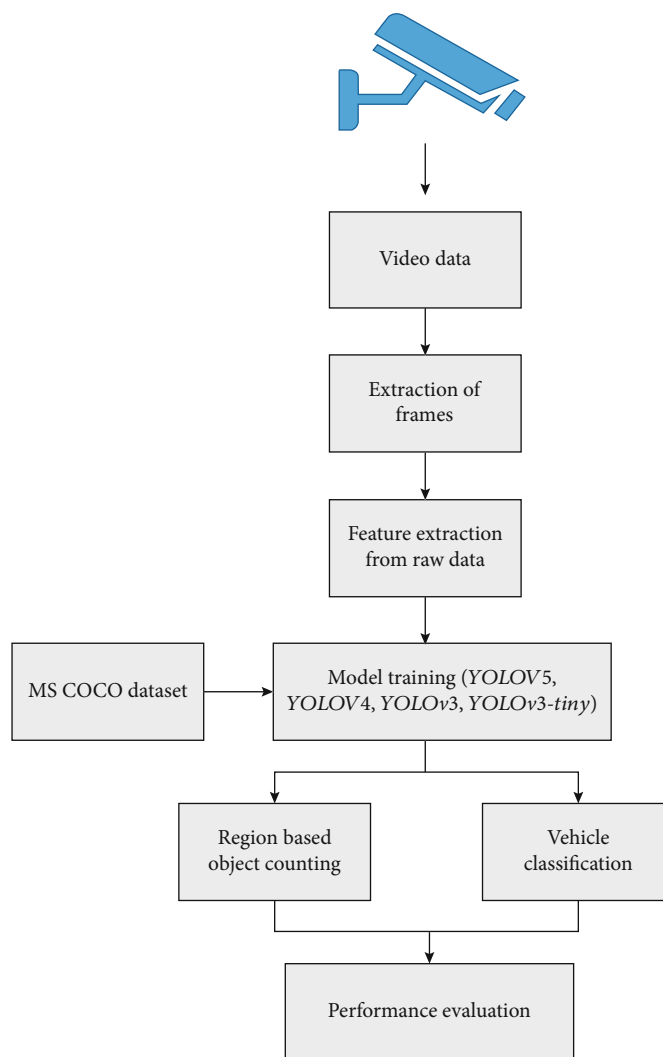 Video data
Extraction of
frames
Feature extraction
from raw data
MS COCO dataset
Model training (YOLOV5,
YOLOV4, YOLOv3, YOLOv3-tiny)
Region based
object counting
Vehicle
classification
Performance evaluation